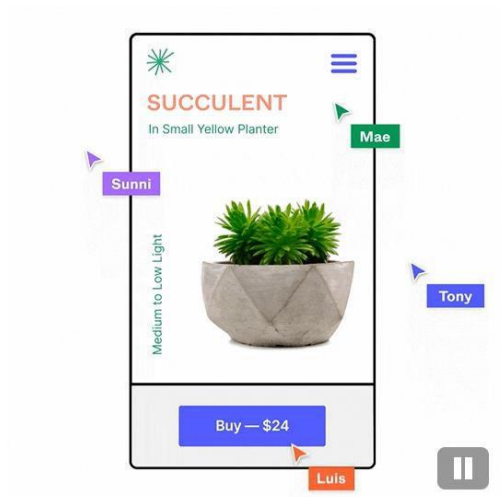 SUCCULENT
In Small Yellow Planter
Mae
Sunni
Medium to Low Light
Tony
Buy — $24
Luis